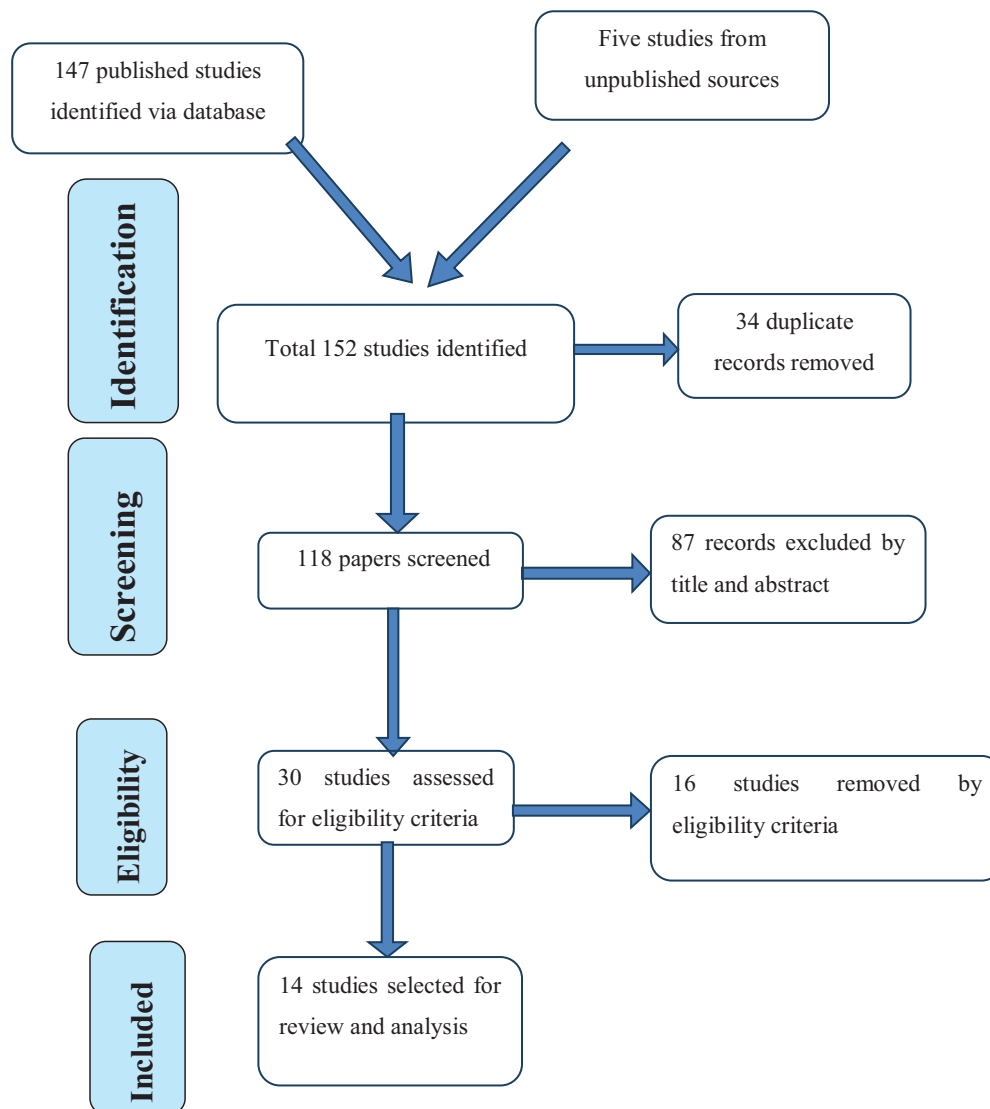 147 published studies
identified via database
Five studies from
unpublished sources
Identification
Total 152 studies identified
34 duplicate
records removed
Screening
118 papers screened
87 records excluded by
title and abstract
Eligibility
30 studies assessed
for eligibility criteria
16 studies removed by
eligibility criteria
Included
14 studies selected for
review and analysis